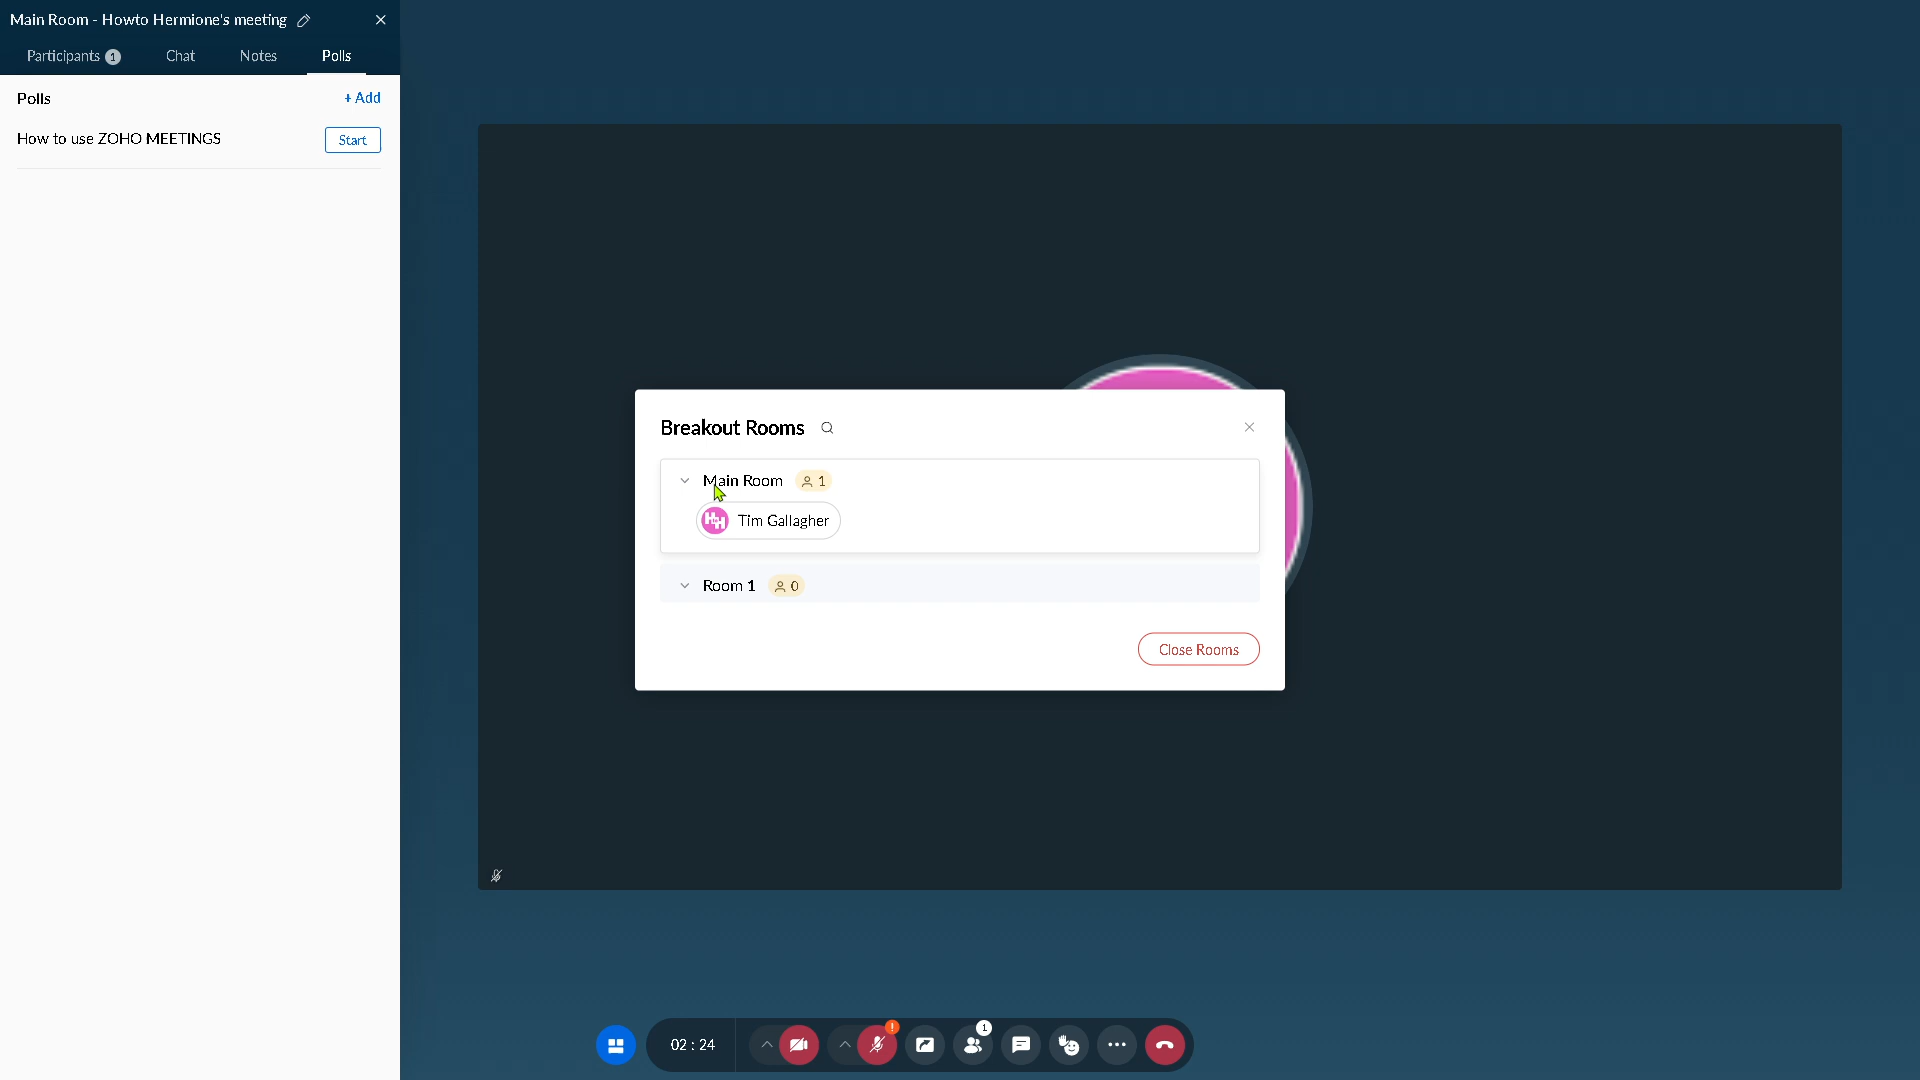 Main Room - Howto Hermione's meeting
Participants 1
Chat
Notes
Polls
Polls
+ Add
How to use ZOHO MEETINGS
Start
Breakout Rooms
Main Room 1
HH Tim Gallagher
Room 1 0
Close Rooms
02 : 24
!
1